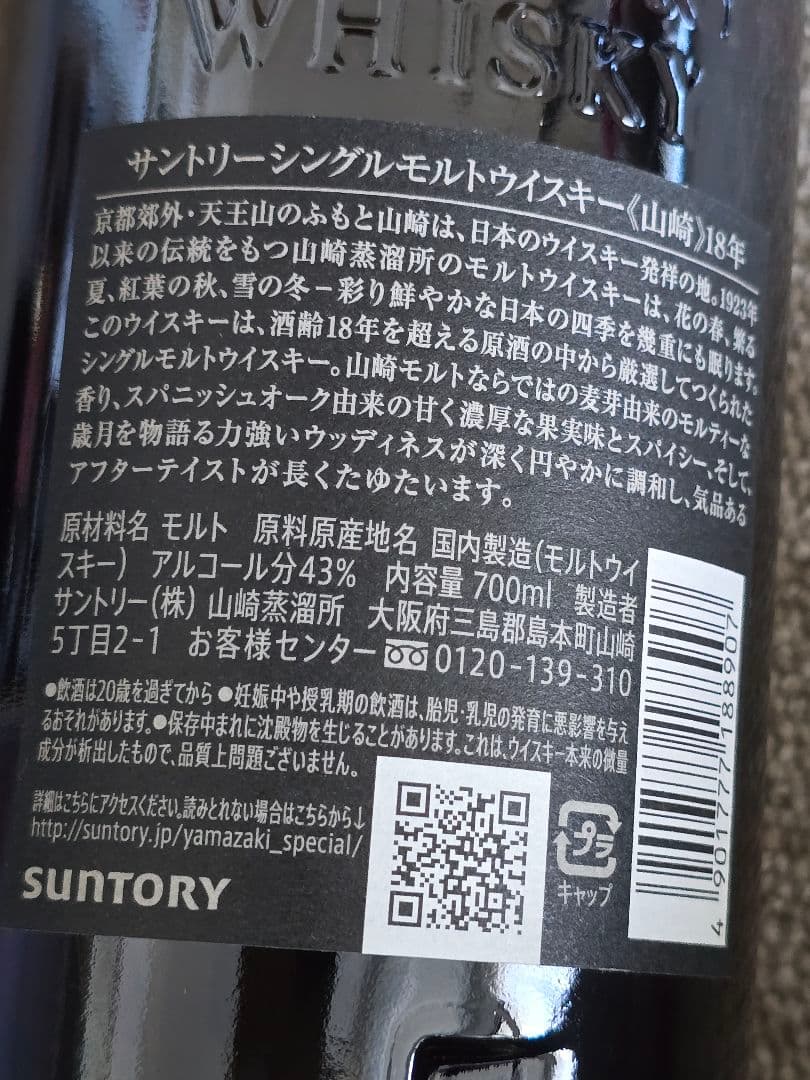 WHISKY
サントリーシングルモルトウイスキー《山崎》18年
京都郊外・天王山のふもと山崎は、日本のウイスキー発祥の地。1923年
以来の伝統をもつ山崎蒸溜所のモルトウイスキーは、花の春、繁る
夏、紅葉の秋、雪の冬－彩り鮮やかな日本の四季を幾重にも眠ります。
このウイスキーは、酒齢18年を超える原酒の中から厳選してつくられた
シングルモルトウイスキー。山崎モルトならではの麦芽由来のモルティーな
香り、スパニッシュオーク由来の甘く濃厚な果実味とスパイシー、そして、
歳月を物語る力強いウッディネスが深く円やかに調和し、気品ある
アフターテイストが長くたゆたいます。
原材料名 モルト 原料原産地名 国内製造(モルトウイ
スキー) アルコール分43% 内容量 700ml 製造者
サントリー(株) 山崎蒸溜所 大阪府三島郡島本町山崎
5丁目2-1 お客様センター 0120-139-310
●飲酒は20歳を過ぎてから ●妊娠中や授乳期の飲酒は、胎児・乳児の発育に悪影響を与え
るおそれがあります。●保存中まれに沈殿物を生じることがあります。これは、ウイスキー本来の微量
成分が析出したもので、品質上問題ございません。
詳細はこちらにアクセスください。読みとれない場合はこちらから↓
http://suntory.jp/yamazaki_special/
SUNTORY
プラ
キャップ
4 901777 188907